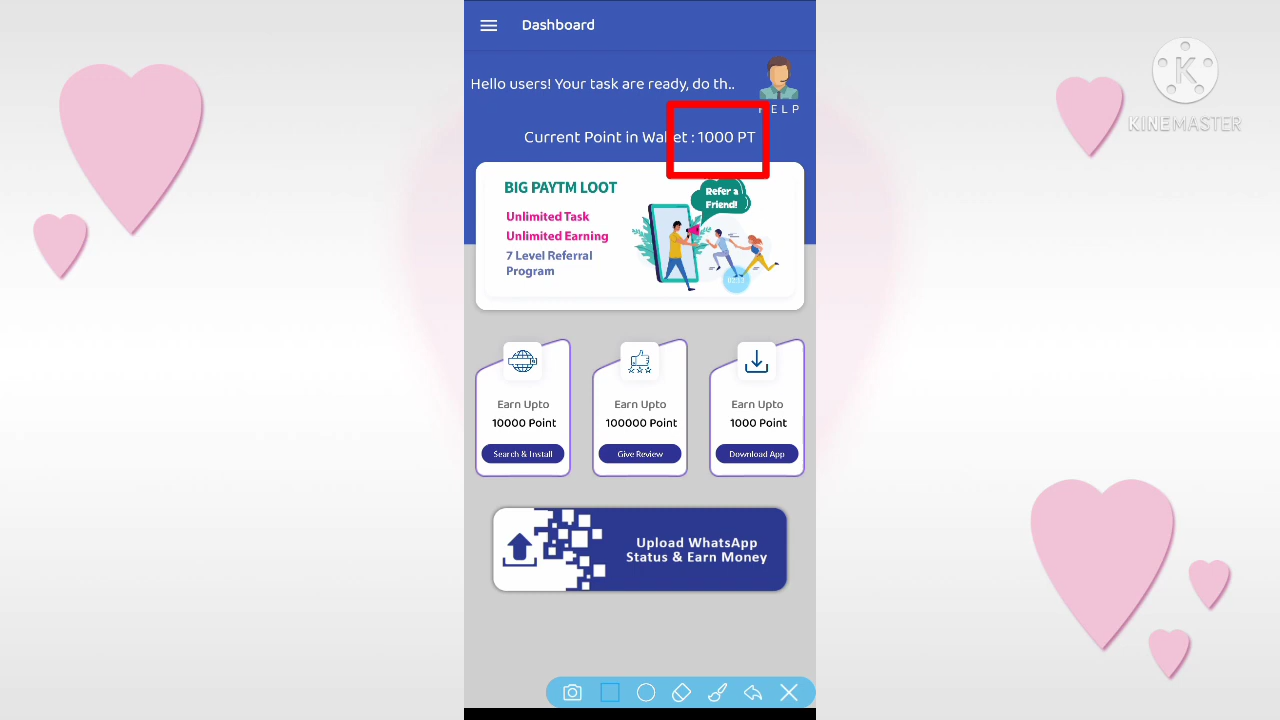 Dashboard
Hello users! Your task are ready, do th..
HELP
Current Point in Wallet : 1000 PT
BIG PAYTM LOOT
Unlimited Task
Unlimited Earning
7 Level Referral
Program
Refer a
Friend!
Earn Upto
10000 Point
Search & Install
Earn Upto
100000 Point
Give Review
Earn Upto
1000 Point
Download App
Upload WhatsApp
Status & Earn Money
K
KINEMASTER